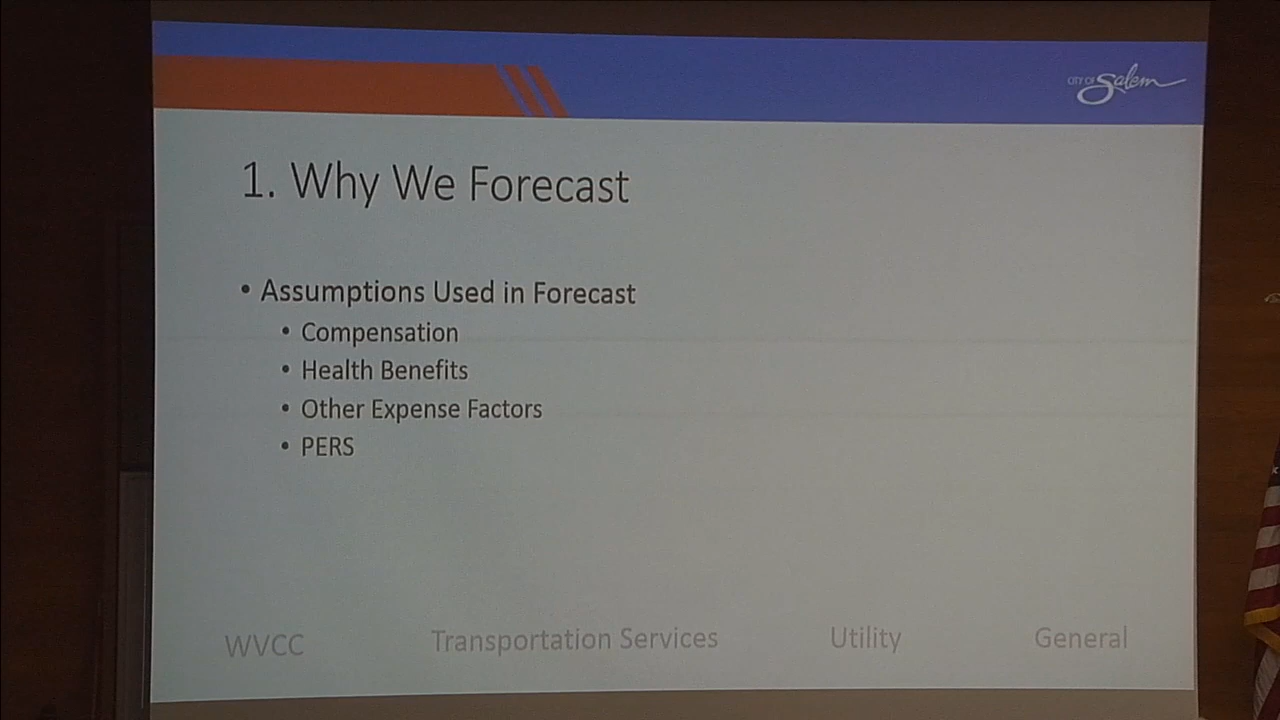 CITY OF Salem
1. Why We Forecast
• Assumptions Used in Forecast
• Compensation
• Health Benefits
• Other Expense Factors
• PERS
WVCC Transportation Services Utility General